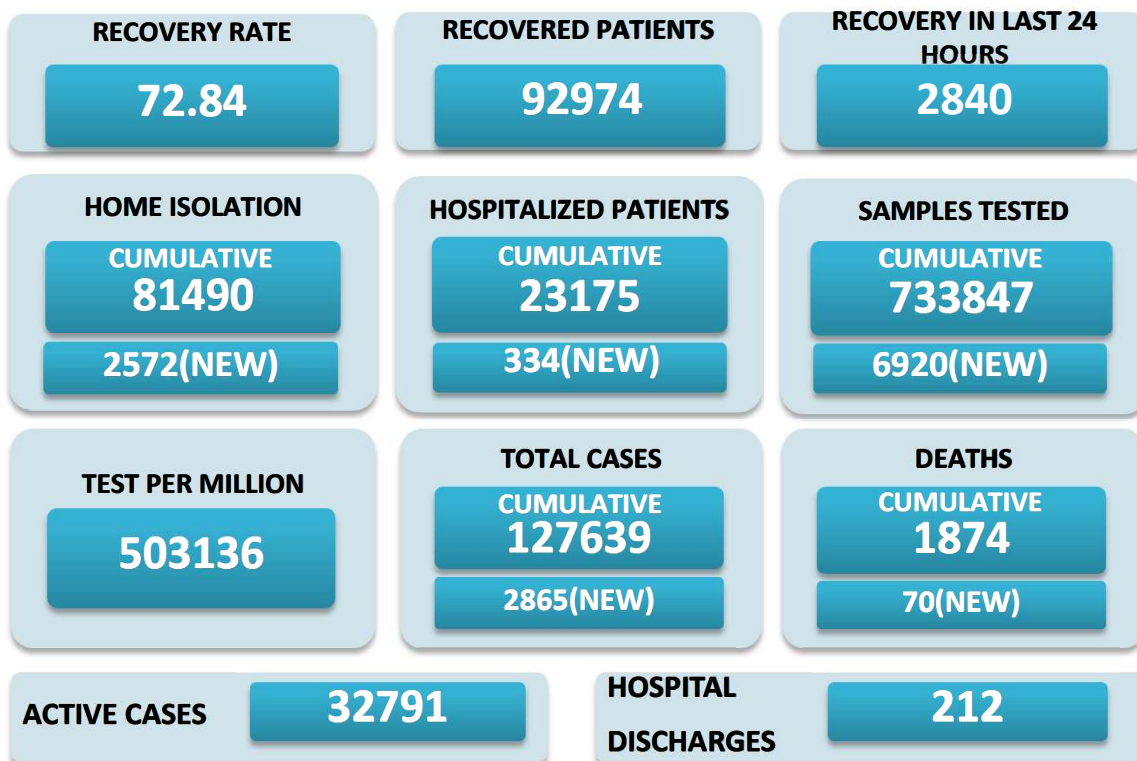 RECOVERY RATE
72.84
RECOVERED PATIENTS
92974
RECOVERY IN LAST 24
HOURS
2840
HOME ISOLATION
CUMULATIVE
81490
2572(NEW)
HOSPITALIZED PATIENTS
CUMULATIVE
23175
334(NEW)
SAMPLES TESTED
CUMULATIVE
733847
6920(NEW)
TEST PER MILLION
503136
TOTAL CASES
CUMULATIVE
127639
2865(NEW)
DEATHS
CUMULATIVE
1874
70(NEW)
ACTIVE CASES
32791
HOSPITAL
DISCHARGES
212